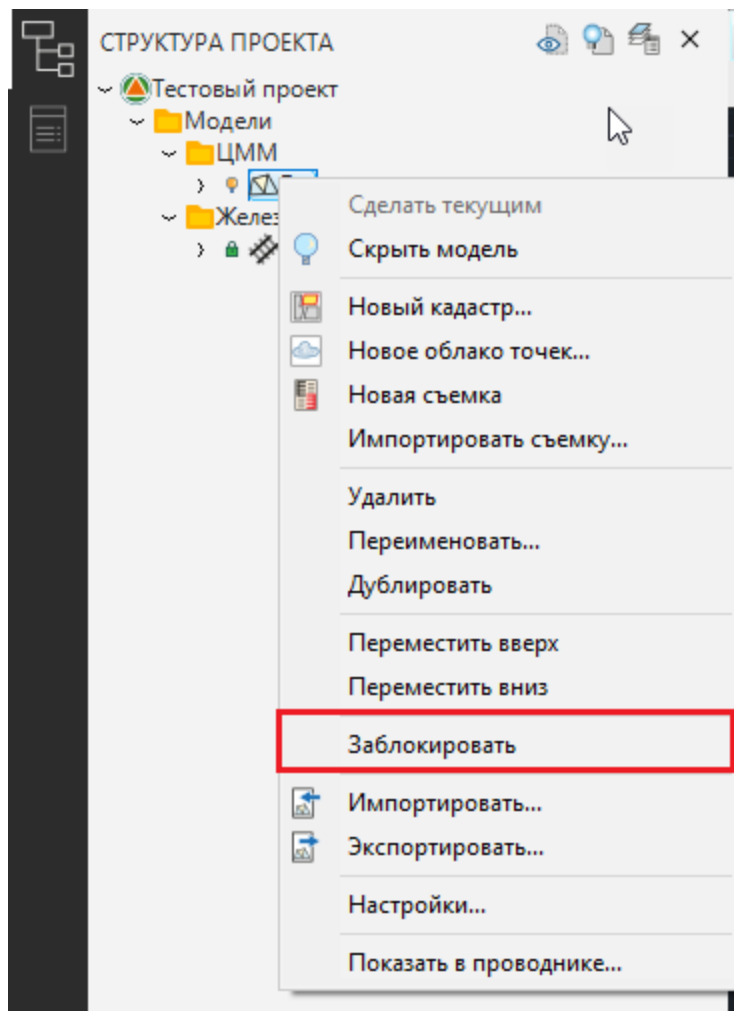 СТРУКТУРА ПРОЕКТА
Тестовый проект
Модели
ЦММ
Сделать текущим
Скрыть модель
Новый кадастр...
Новое облако точек...
Новая съемка
Импортировать съемку...
Удалить
Переименовать...
Дублировать
Переместить вверх
Переместить вниз
Заблокировать
Импортировать...
Экспортировать...
Настройки...
Показать в проводнике...